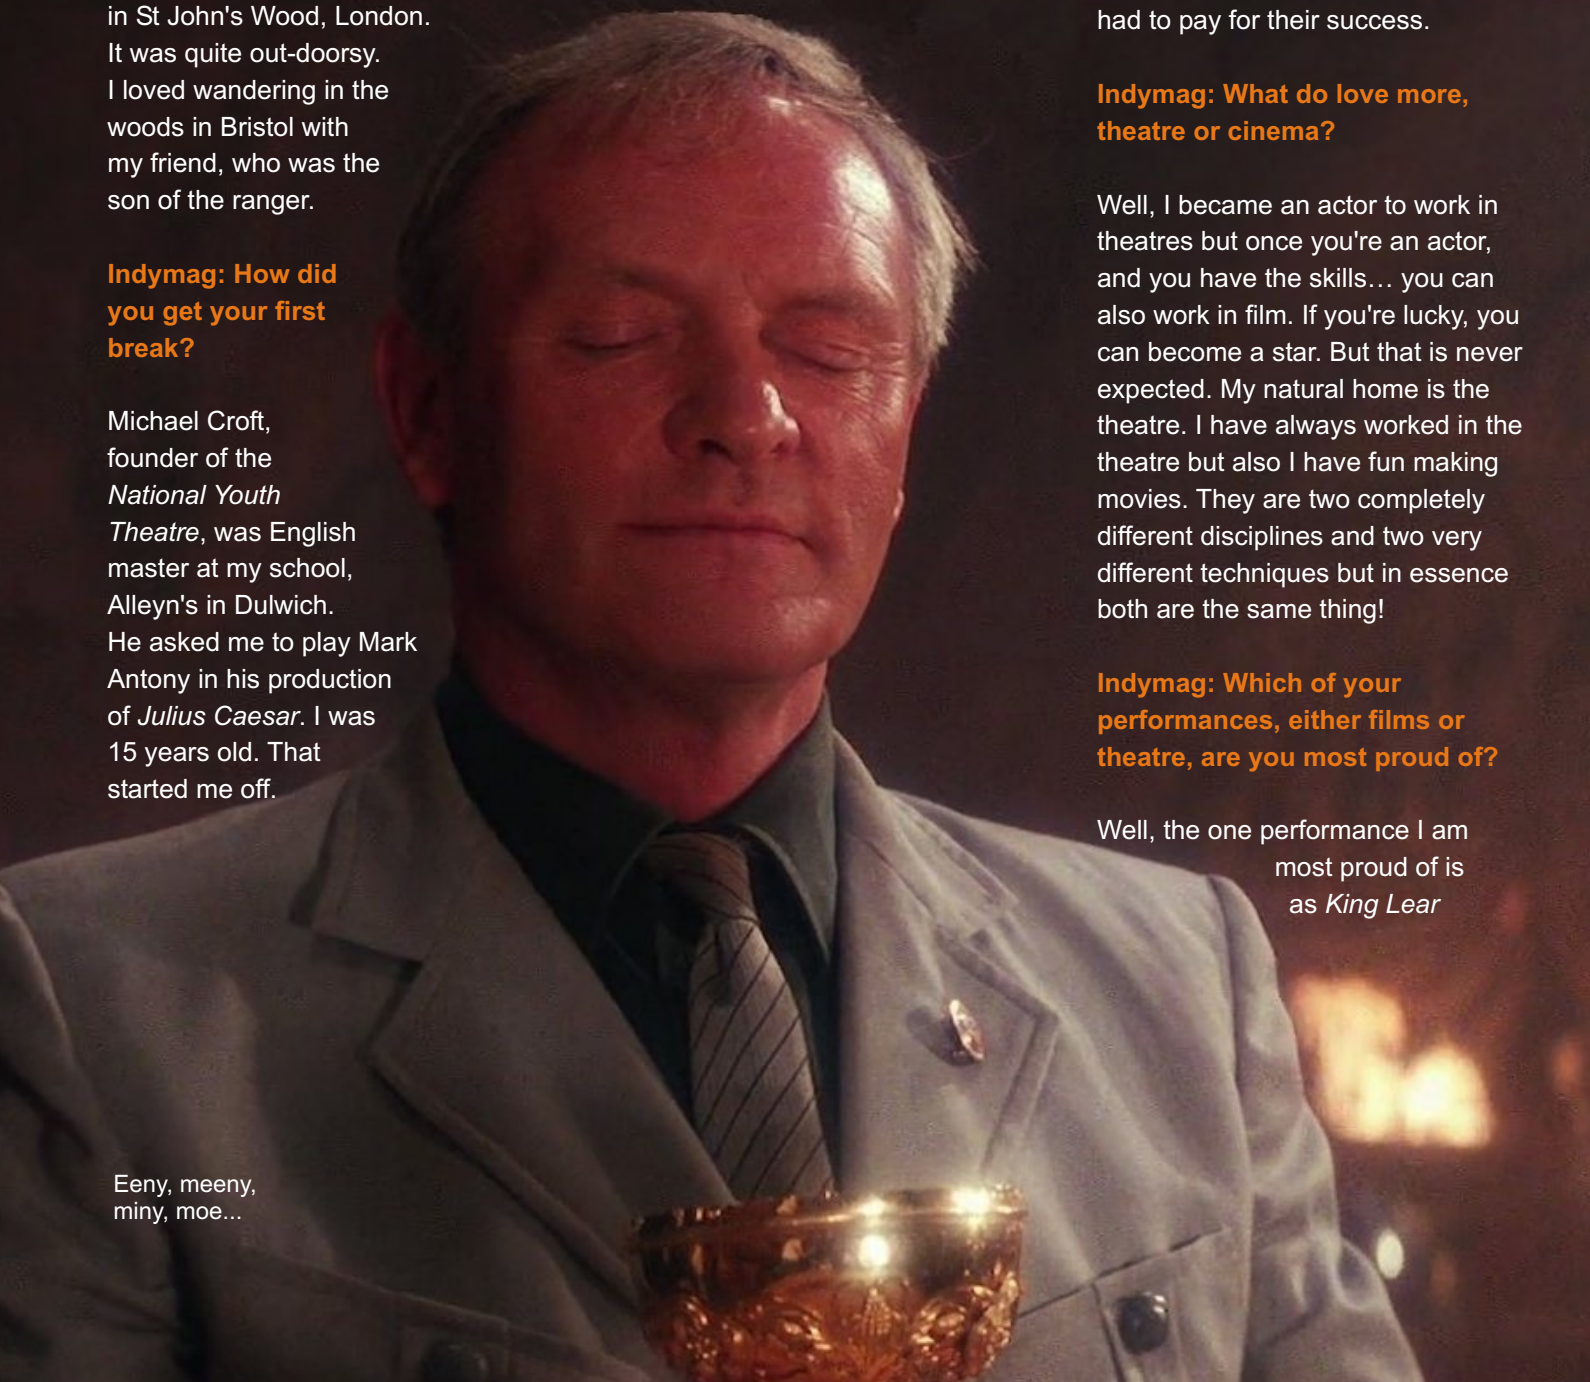 in St John's Wood, London.
It was quite out-doorsy.
I loved wandering in the
woods in Bristol with
my friend, who was the
son of the ranger.
Indymag: How did
you get your first
break?
Michael Croft,
founder of the
National Youth
Theatre, was English
master at my school,
Alleyn's in Dulwich.
He asked me to play Mark
Antony in his production
of Julius Caesar. I was
15 years old. That
started me off.
Eeny, meeny,
miny, moe...
had to pay for their success.
Indymag: What do love more,
theatre or cinema?
Well, I became an actor to work in
theatres but once you're an actor,
and you have the skills… you can
also work in film. If you're lucky, you
can become a star. But that is never
expected. My natural home is the
theatre. I have always worked in the
theatre but also I have fun making
movies. They are two completely
different disciplines and two very
different techniques but in essence
both are the same thing!
Indymag: Which of your
performances, either films or
theatre, are you most proud of?
Well, the one performance I am
most proud of is
as King Lear